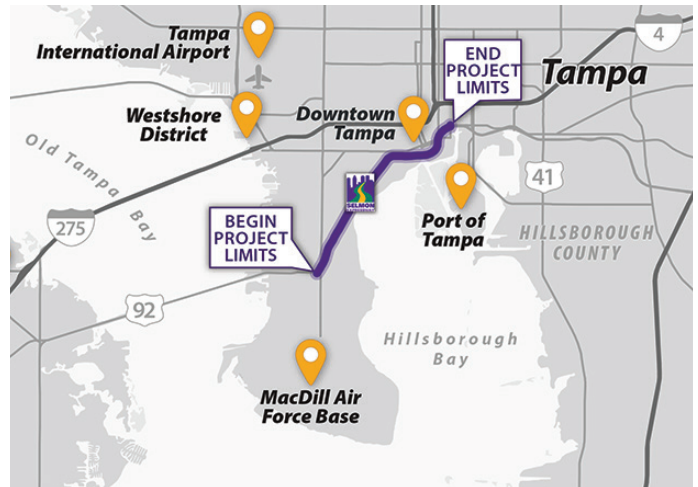 Tampa
International Airport
4
END
PROJECT
LIMITS
Tampa
Westshore
District
Downtown
Tampa
Old Tampa Bay
SELMON
41
275
BEGIN
PROJECT
LIMITS
Port of
Tampa
HILLSBOROUGH
COUNTY
92
Hillsborough
Bay
MacDill Air
Force Base